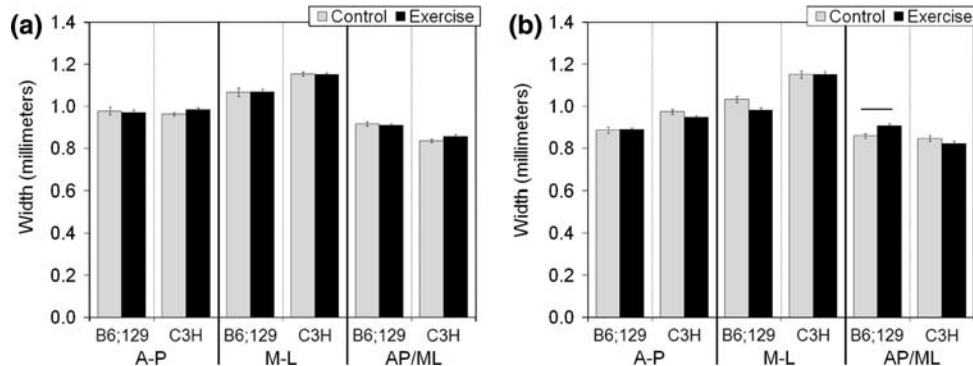 (a)
Control Exercise
Width (millimeters)
1.4
1.2
1.0
0.8
0.6
0.4
0.2
0.0
B6;129 C3H B6;129 C3H B6;129 C3H
A-P M-L AP/ML
(b)
Control Exercise
Width (millimeters)
1.4
1.2
1.0
0.8
0.6
0.4
0.2
0.0
B6;129 C3H B6;129 C3H B6;129 C3H
A-P M-L AP/ML